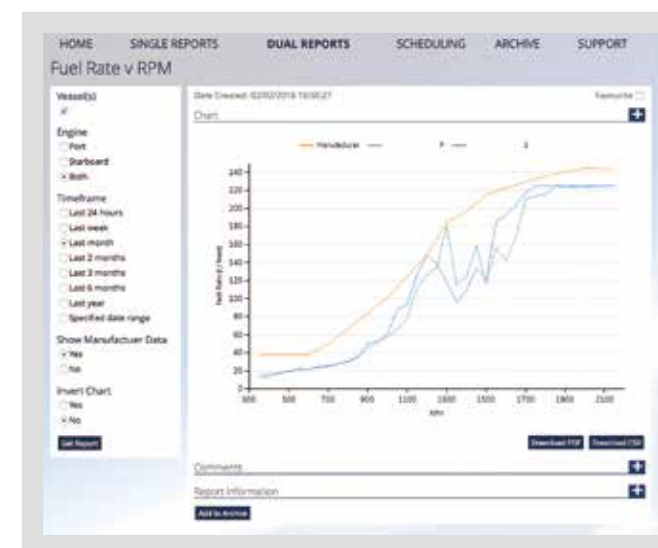 HOME SINGLE REPORTS DUAL REPORTS SCHEDULING ARCHIVE SUPPORT
Fuel Rate v RPM
Vessel(s)
Date Created:
Favourite
Chart
Engine
Port
Starboard
Both
Manufacturer P S
Timeframe
Last 24 hours
Last week
Last month
Last 2 months
Last 3 months
Last 6 months
Last year
Specified date range
Show Manufactuer Data
Yes
No
Invert Chart
Yes
No
Get Report
240
220
200
180
160
140
120
100
80
60
40
20
0
300 500 700 900 1100 1300 1500 1700 1900 2100
RPM
Download PDF Download CSV
Comments
Report Information
Add to Archive